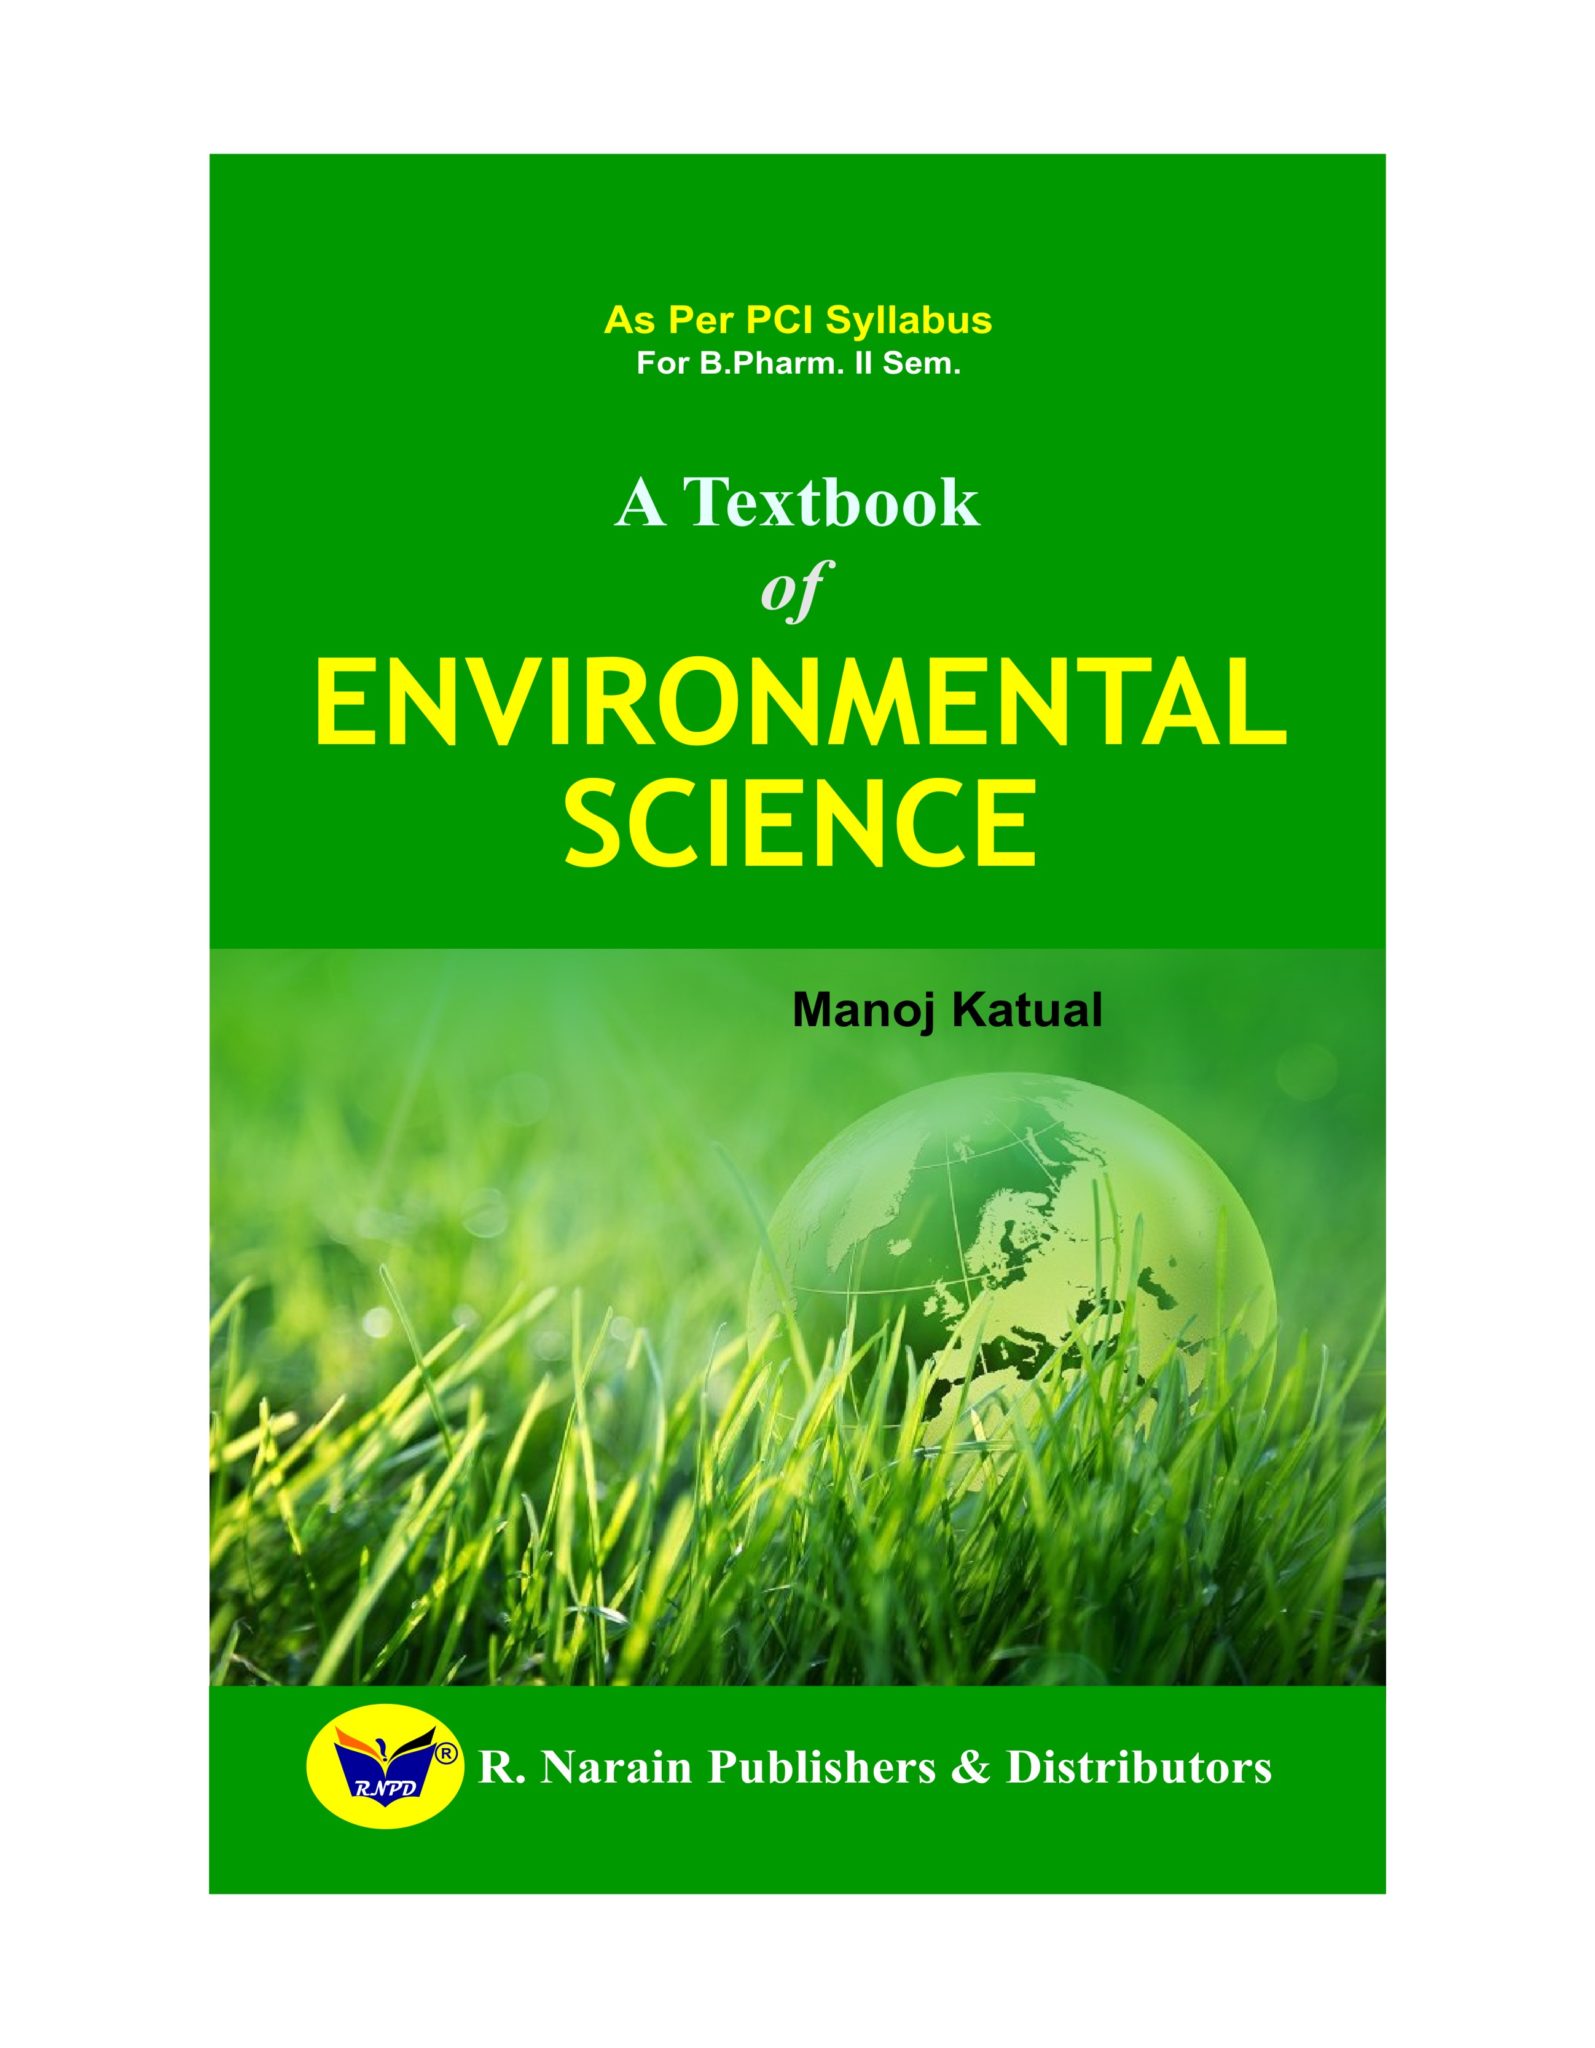 As Per PCI Syllabus
For B.Pharm. II Sem.
A Textbook
of
ENVIRONMENTAL
SCIENCE
Manoj Katual
RNPD ®
R. Narain Publishers & Distributors